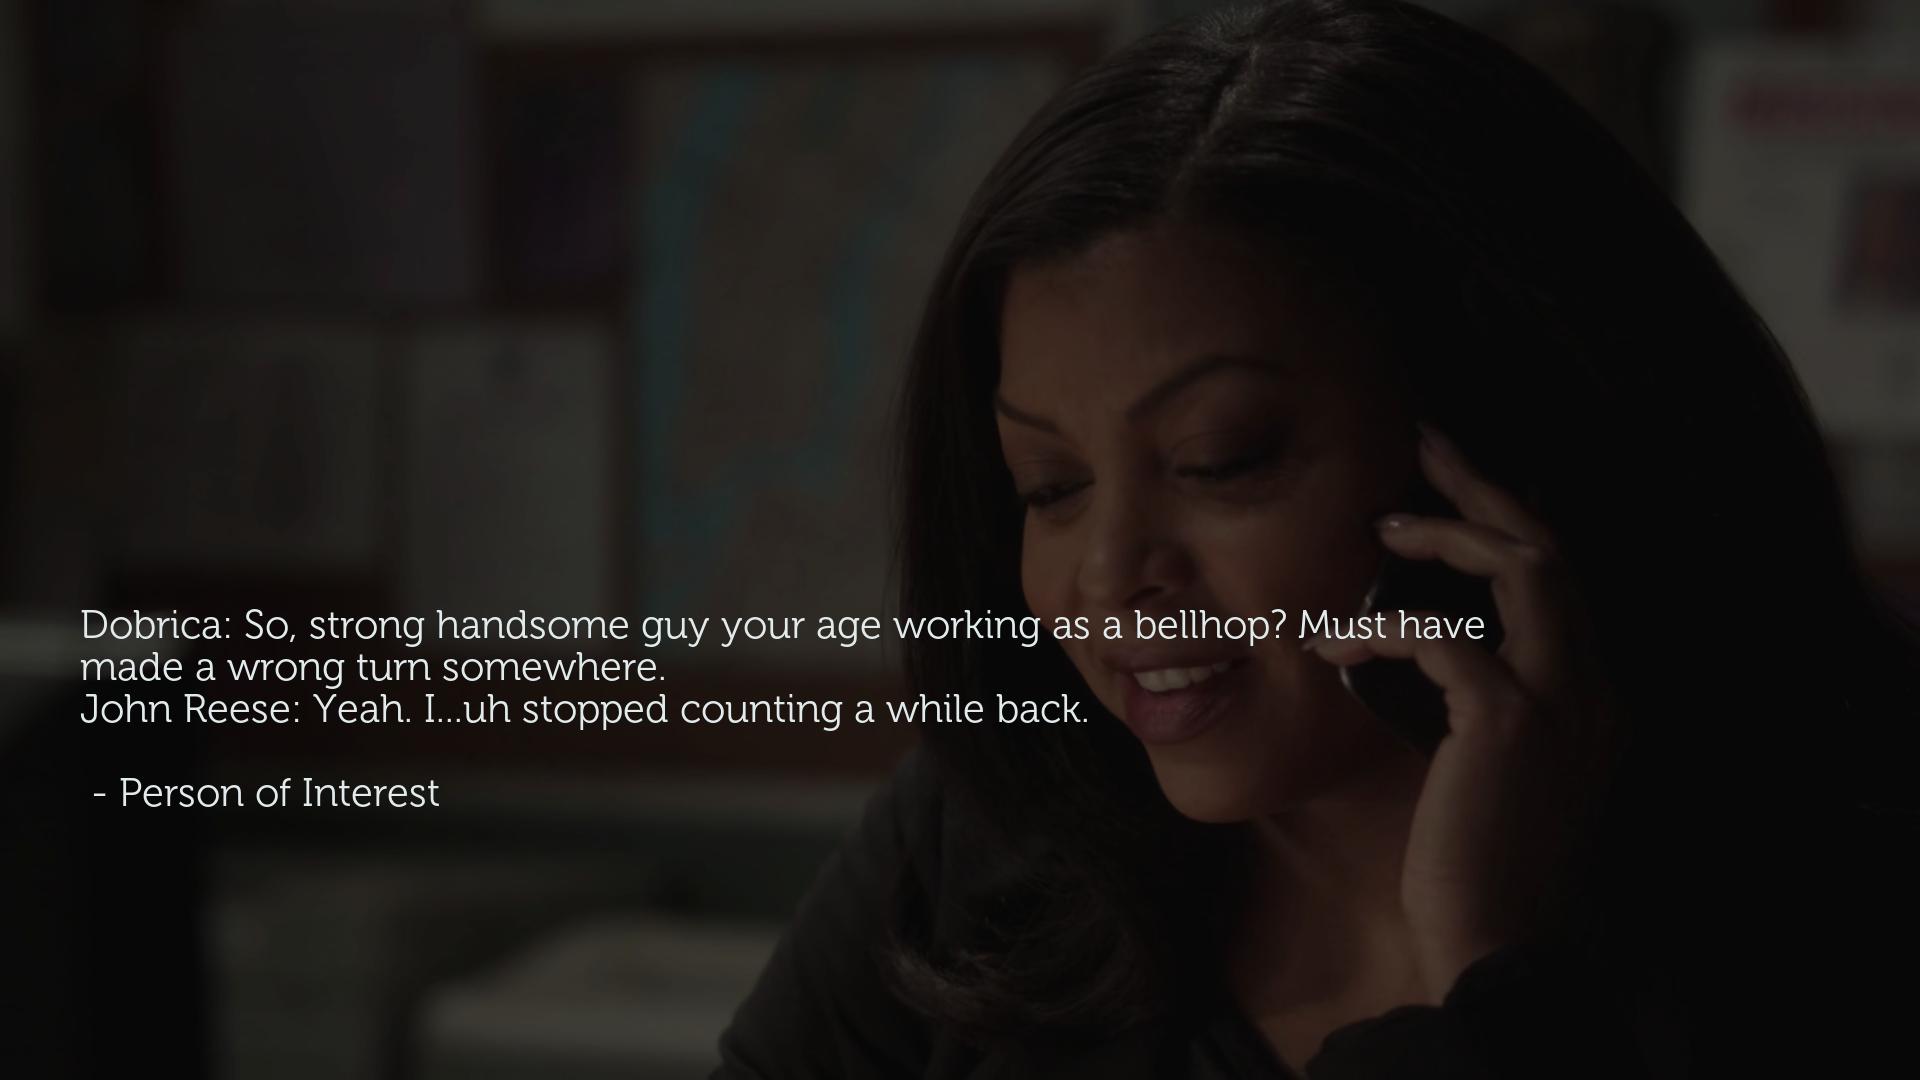 Dobrica: So, strong handsome guy your age working as a bellhop? Must have
made a wrong turn somewhere.
John Reese: Yeah. I...uh stopped counting a while back.
- Person of Interest